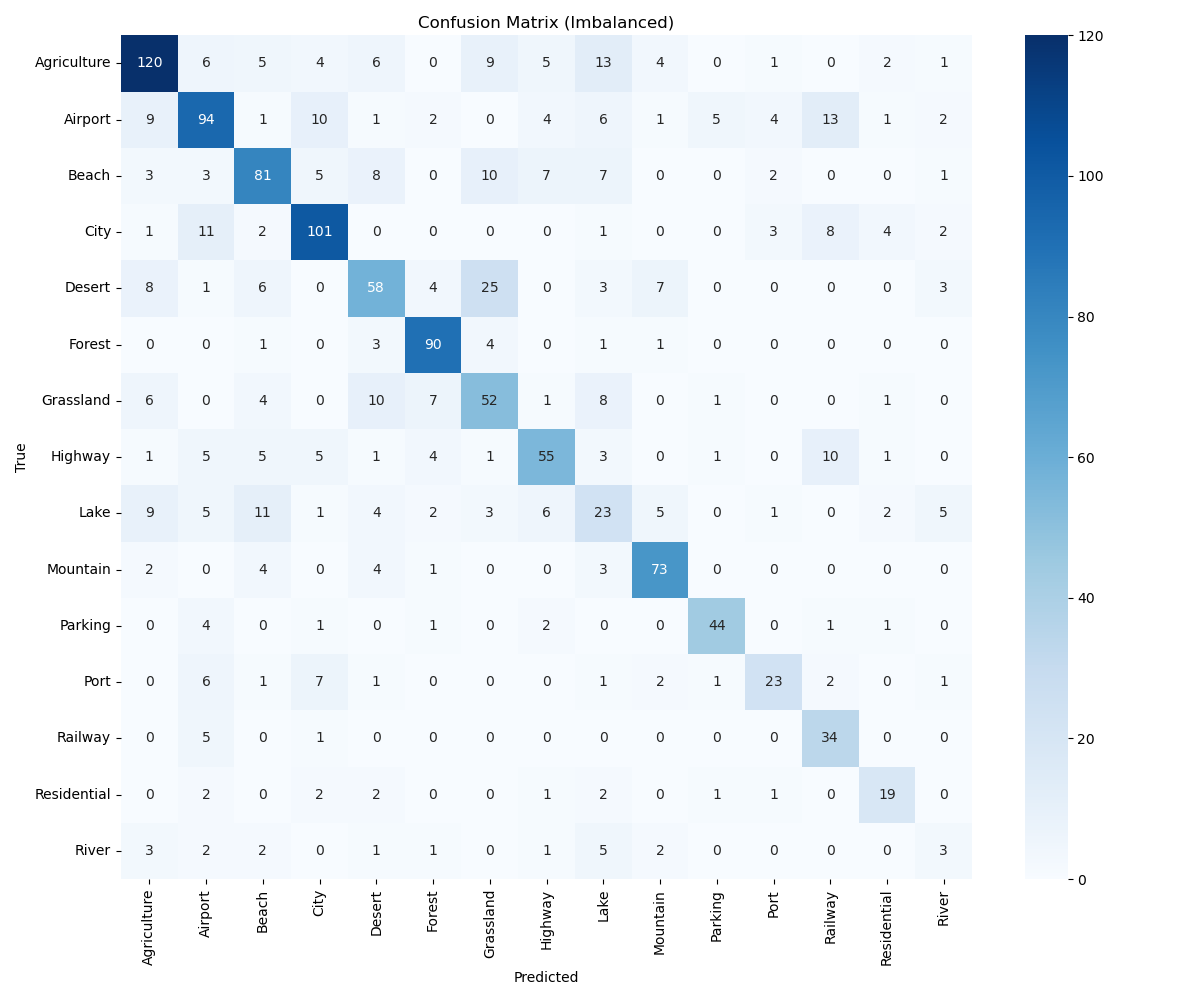 Confusion Matrix (Imbalanced)
Agriculture 120 6 5 4 6 0 9 5 13 4 0 1 0 2 1
Airport 9 94 1 10 1 2 0 4 6 1 5 4 13 1 2
Beach 3 3 81 5 8 0 10 7 7 0 0 2 0 0 1
City 1 11 2 101 0 0 0 0 1 0 0 3 8 4 2
Desert 8 1 6 0 58 4 25 0 3 7 0 0 0 0 3
Forest 0 0 1 0 3 90 4 0 1 1 0 0 0 0 0
Grassland 6 0 4 0 10 7 52 1 8 0 1 0 0 1 0
Highway 1 5 5 5 1 4 1 55 3 0 1 0 10 1 0
Lake 9 5 11 1 4 2 3 6 23 5 0 1 0 2 5
Mountain 2 0 4 0 4 1 0 0 3 73 0 0 0 0 0
Parking 0 4 0 1 0 1 0 2 0 0 44 0 1 1 0
Port 0 6 1 7 1 0 0 0 1 2 1 23 2 0 1
Railway 0 5 0 1 0 0 0 0 0 0 0 0 34 0 0
Residential 0 2 0 2 2 0 0 1 2 0 1 1 0 19 0
River 3 2 2 0 1 1 0 1 5 2 0 0 0 0 3
Agriculture Airport Beach City Desert Forest Grassland Highway Lake Mountain Parking Port Railway Residential River
Predicted
True
120
100
80
60
40
20
0